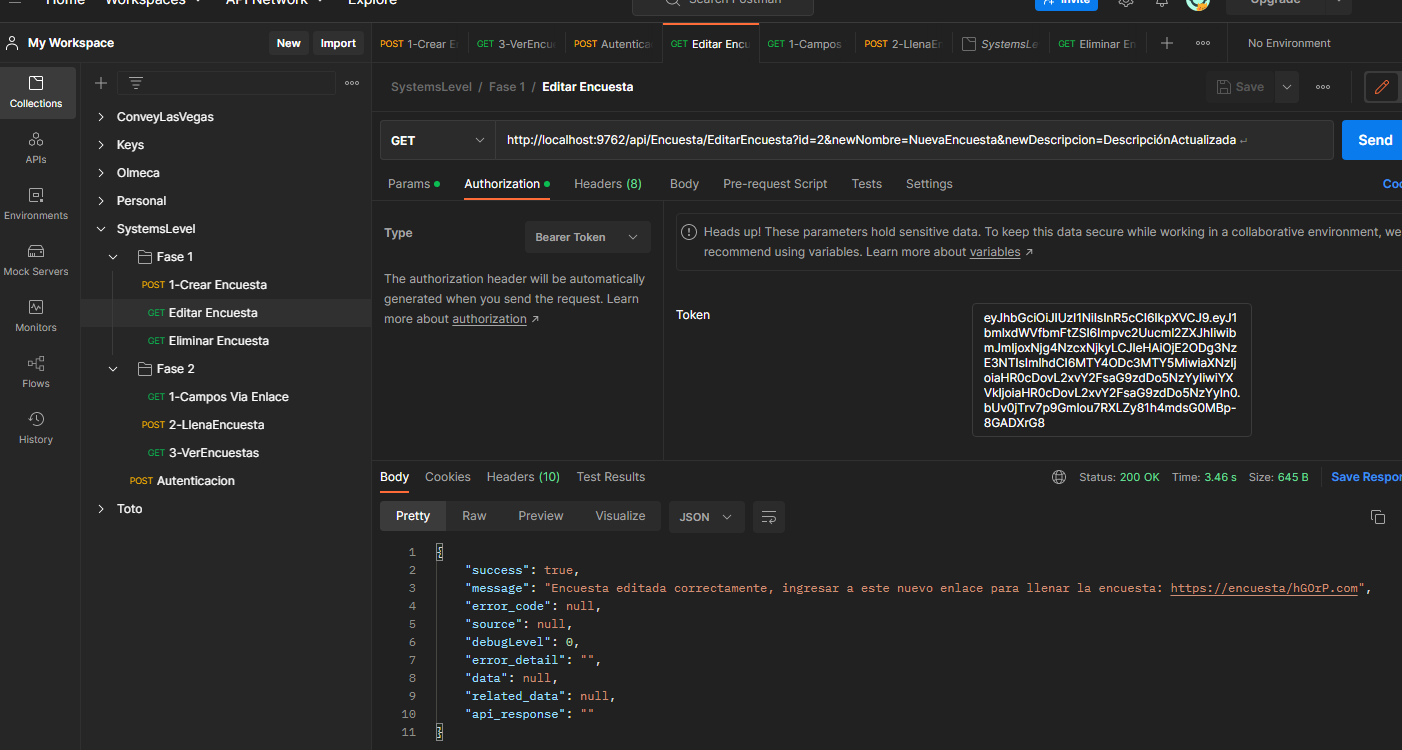 Home Workspaces API Network Explore
Search Postman
Invite
Upgrade
My Workspace
New
Import
POST 1-Crear E
GET 3-VerEncue
POST Autentica
GET Editar Encu
GET 1-Campos
POST 2-LlenaEn
SystemsLe
GET Eliminar En
No Environment
Collections
APIs
Environments
Mock Servers
Monitors
Flows
History
ConveyLasVegas
Keys
Olmeca
Personal
SystemsLevel
Fase 1
POST 1-Crear Encuesta
GET Editar Encuesta
GET Eliminar Encuesta
Fase 2
GET 1-Campos Via Enlace
POST 2-LlenaEncuesta
GET 3-VerEncuestas
POST Autenticacion
Toto
SystemsLevel / Fase 1 / Editar Encuesta
Save
GET
http://localhost:9762/api/Encuesta/EditarEncuesta?id=2&newNombre=NuevaEncuesta&newDescripcion=DescripciónActualizada
Send
Params
Authorization
Headers (8)
Body
Pre-request Script
Tests
Settings
Coo
Type
Bearer Token
The authorization header will be automatically
generated when you send the request. Learn
more about authorization
Heads up! These parameters hold sensitive data. To keep this data secure while working in a collaborative environment, we
recommend using variables. Learn more about variables
Token
Body
Cookies
Headers (10)
Test Results
Status: 200 OK
Time: 3.46 s
Size: 645 B
Save Respon
Pretty
Raw
Preview
Visualize
JSON
1 {
2 "success": true,
3 "message": "Encuesta editada correctamente, ingresar a este nuevo enlace para llenar la encuesta: https://encuesta/hGOrP.com",
4 "error_code": null,
5 "source": null,
6 "debugLevel": 0,
7 "error_detail": "",
8 "data": null,
9 "related_data": null,
10 "api_response": ""
11 }